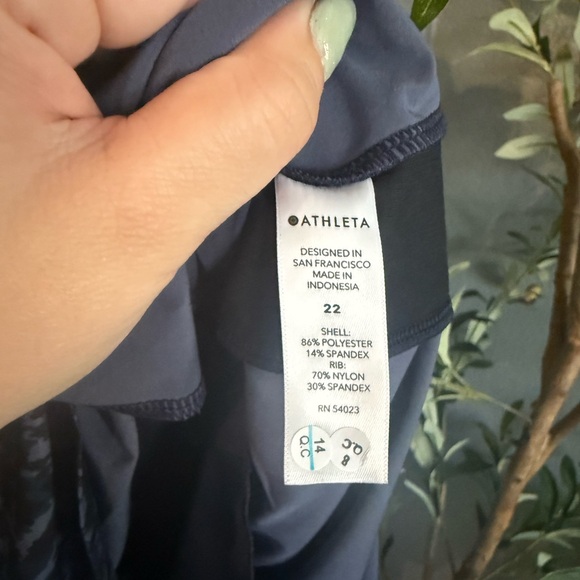 ATHLETA
DESIGNED IN
SAN FRANCISCO
MADE IN
INDONESIA
22
SHELL:
86% POLYESTER
14% SPANDEX
RIB:
70% NYLON
30% SPANDEX
RN 54023
14
Q.C
8
Q.C